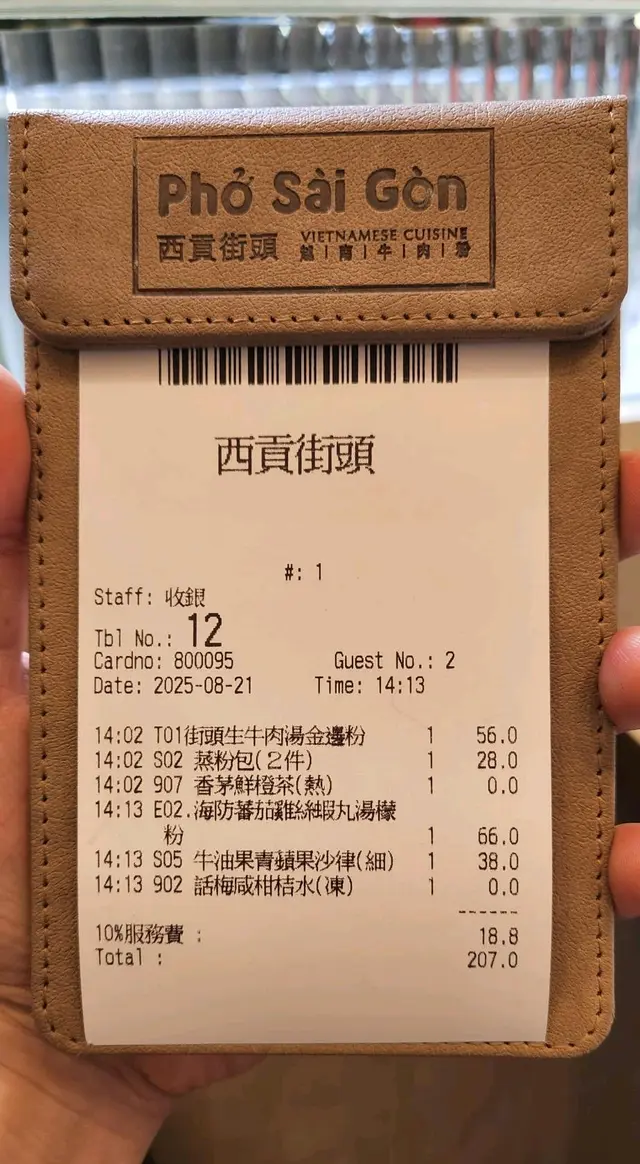 Phở Sài Gòn
西貢街頭
VIETNAMESE CUISINE
越|南|牛|肉|粉
西貢街頭
#: 1
Staff: 收銀
Tbl No.: 12
Cardno: 800095 Guest No.: 2
Date: 2025-08-21 Time: 14:13
14:02 T01街頭生牛肉湯金邊粉 1 56.0
14:02 S02 蒸粉包(2件) 1 28.0
14:02 907 香茅鮮橙茶(熱) 1 0.0
14:13 E02.海防蕃茄雞絲蝦丸湯檬
粉 1 66.0
14:13 S05 牛油果青蘋果沙律(細) 1 38.0
14:13 902 話梅咸柑桔水(凍) 1 0.0
------
10%服務費 : 18.8
Total : 207.0